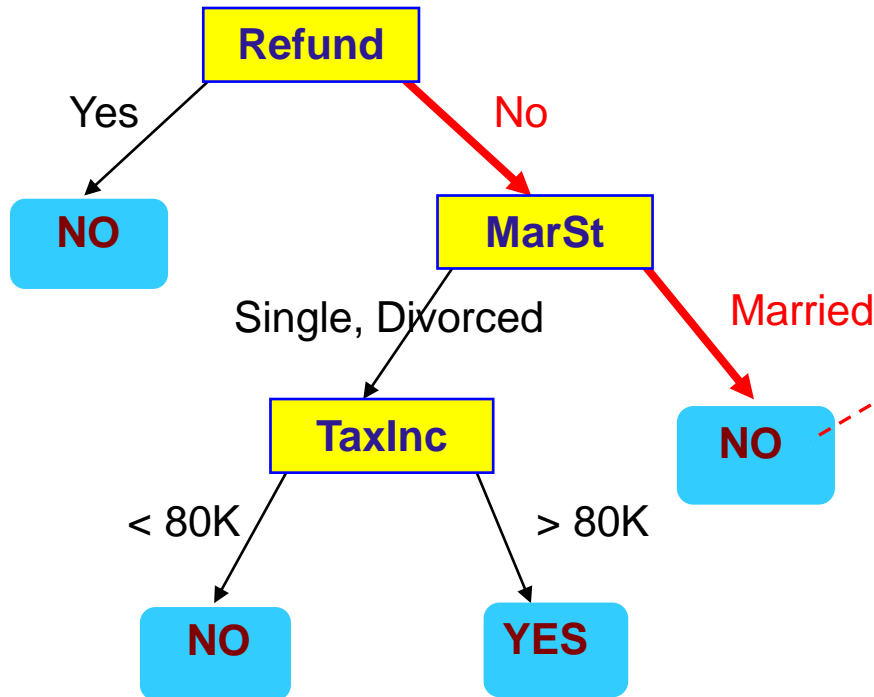 Refund
Yes
No
NO
MarSt
Single, Divorced
Married
TaxInc
NO
< 80K
> 80K
NO
YES